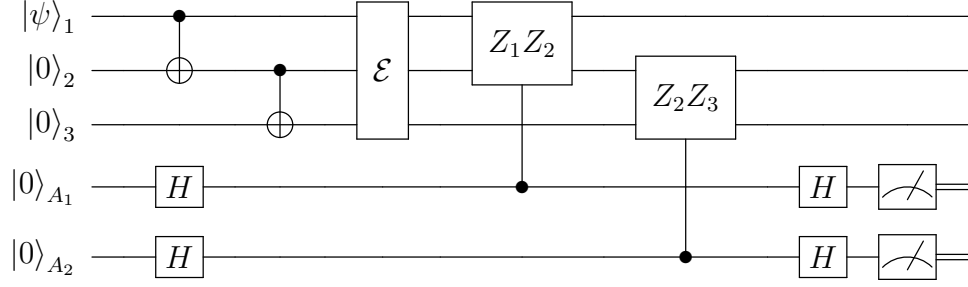 |ψ⟩₁
|0⟩₂ Z₁Z₂
ℰ
|0⟩₃ Z₂Z₃
|0⟩_{A₁} H H
|0⟩_{A₂} H H